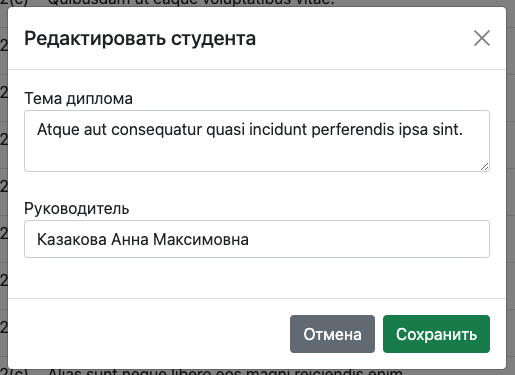 2(c) Quibusdam ut eaque voluptatibus vitae.
Редактировать студента
Тема диплома
Atque aut consequatur quasi incidunt perferendis ipsa sint.
Руководитель
Казакова Анна Максимовна
Отмена
Сохранить
2(c) Alias sunt neque libero eos magni reiciendis enim